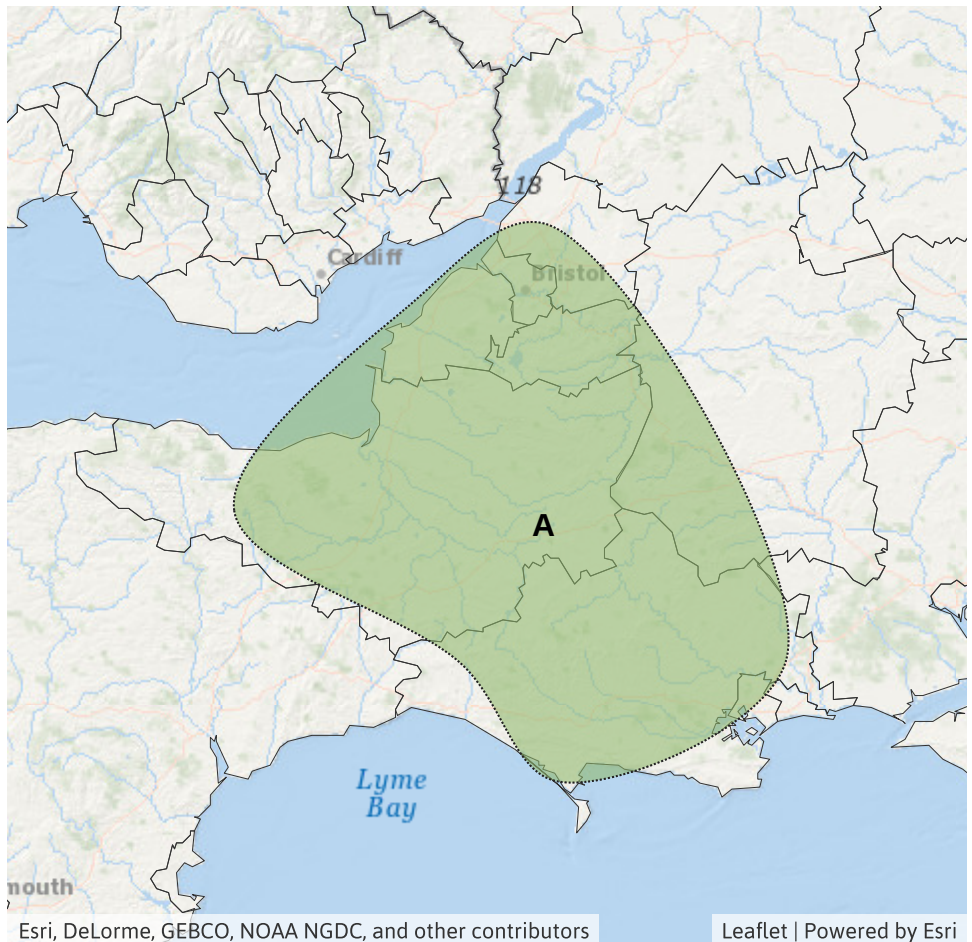 118
Cardiff
Bristol
A
Lyme
Bay
mouth
Esri, DeLorme, GEBCO, NOAA NGDC, and other contributors
Leaflet | Powered by Esri